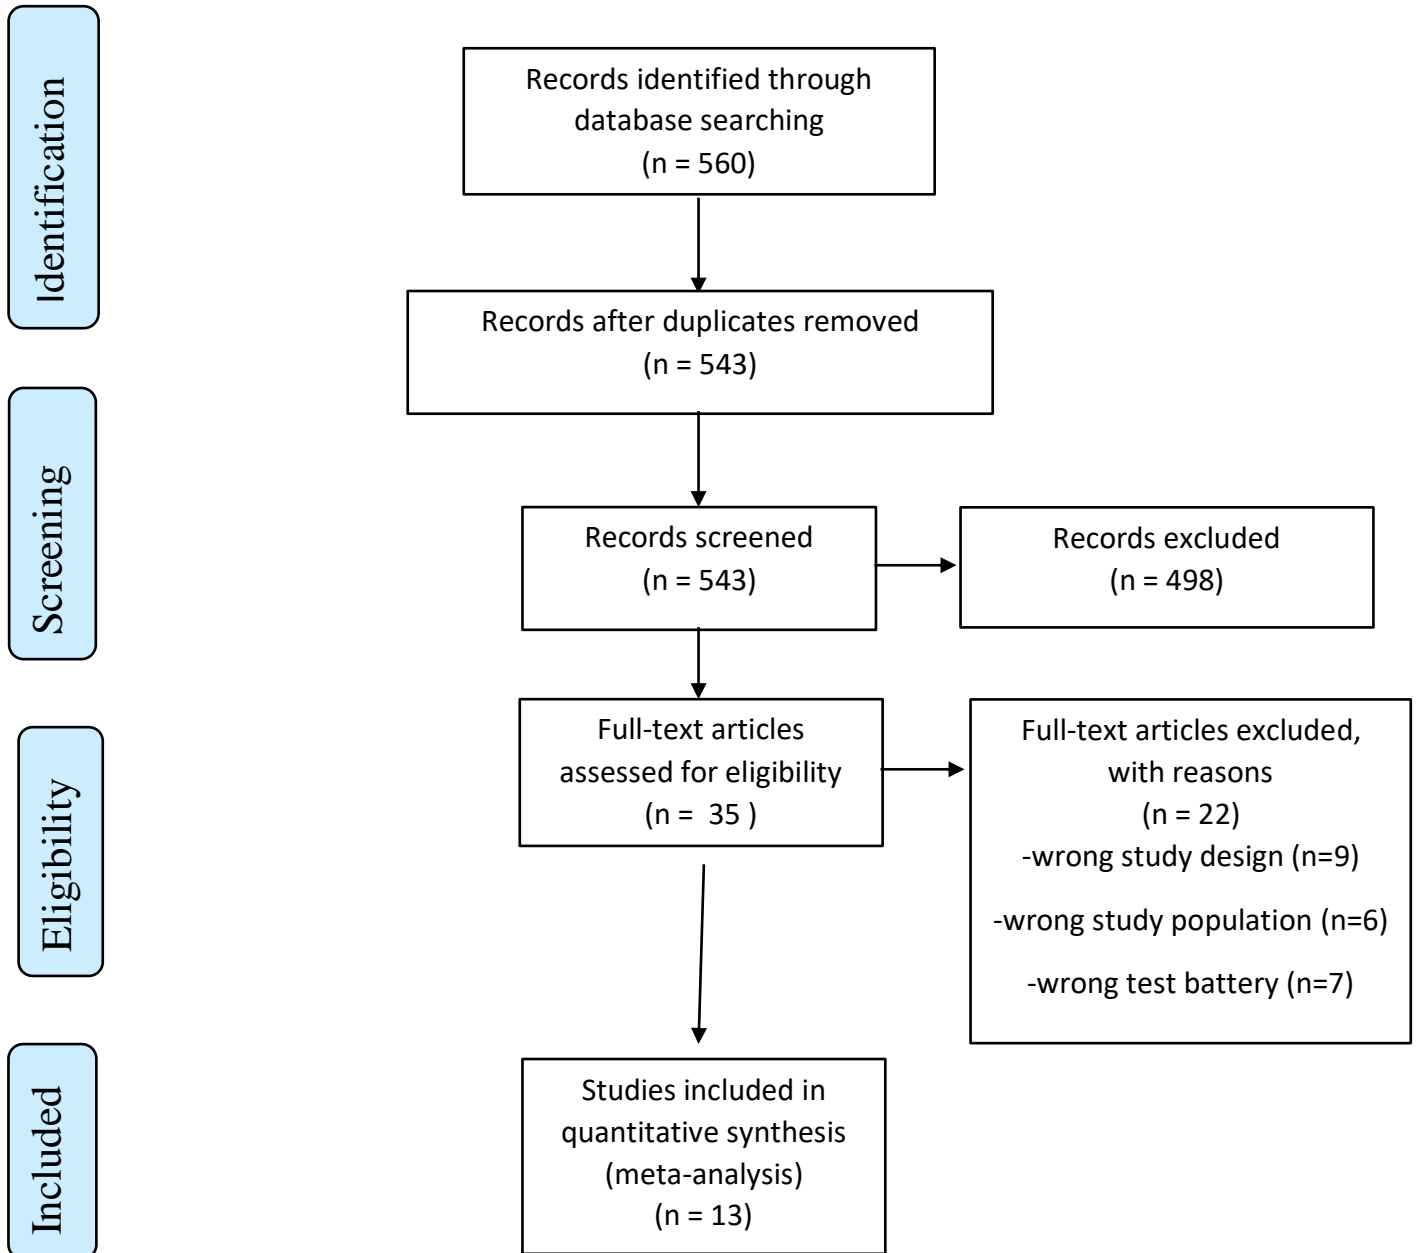 Identification
Records identified through
database searching
(n = 560)
Records after duplicates removed
(n = 543)
Screening
Records screened
(n = 543)
Records excluded
(n = 498)
Eligibility
Full-text articles
assessed for eligibility
(n =  35 )
Full-text articles excluded,
with reasons
(n = 22)
-wrong study design (n=9)
-wrong study population (n=6)
-wrong test battery (n=7)
Included
Studies included in
quantitative synthesis
(meta-analysis)
(n = 13)